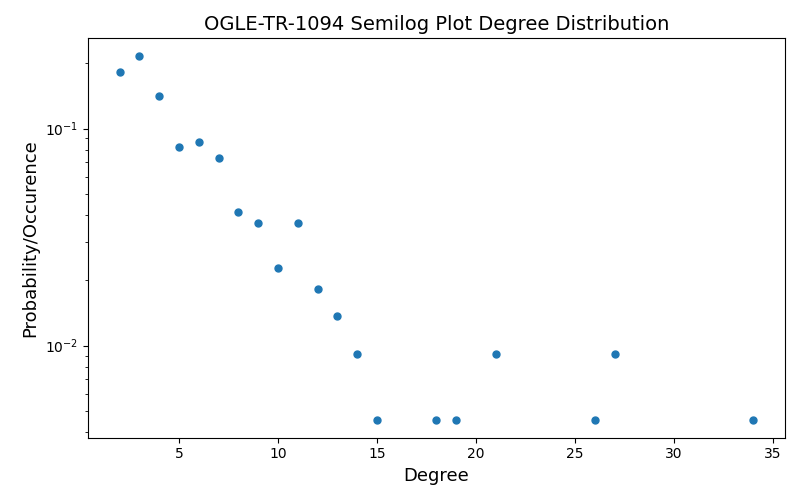 OGLE-TR-1094 Semilog Plot Degree Distribution
Probability/Occurence
10⁻¹
10⁻²
5 10 15 20 25 30 35
Degree